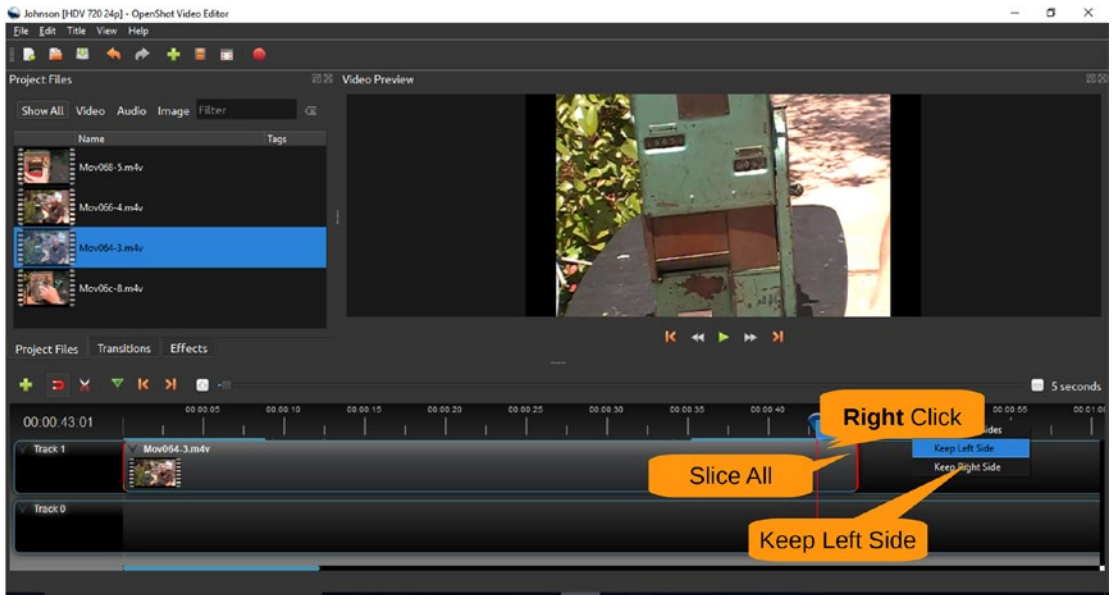 Johnson [HDV 720 24p] - OpenShot Video Editor
File Edit Title View Help
Project Files
Video Preview
Show All Video Audio Image Filter
Name Tags
Mov068-5.m4v
Mov066-4.m4v
Mov064-3.m4v
Mov06c-8.m4v
Project Files Transitions Effects
5 seconds
00:00:43.01
00:00:05 00:00:10 00:00:15 00:00:20 00:00:25 00:00:30 00:00:35 00:00:40 00:00:55
Right Click
Track 1
Mov064-3.m4v
Keep Left Side
Slice All
Keep Right Side
Track 0
Keep Left Side